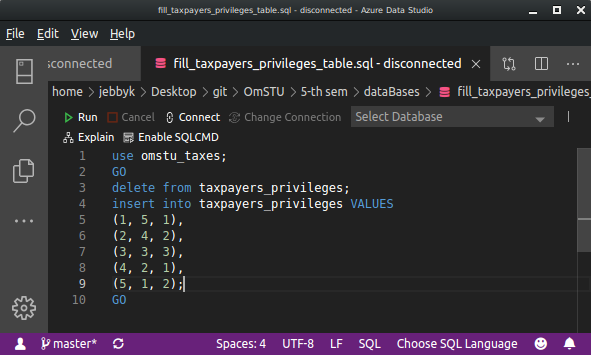 fill_taxpayers_privileges_table.sql - disconnected - Azure Data Studio
File Edit View Help
sconnected fill_taxpayers_privileges_table.sql - disconnected
home › jebbyk › Desktop › git › OmSTU › 5-th sem › dataBases › fill_taxpayers_privileges_
Run Cancel Connect Change Connection Select Database
Explain Enable SQLCMD
1 use omstu_taxes;
2 GO
3 delete from taxpayers_privileges;
4 insert into taxpayers_privileges VALUES
5 (1, 5, 1),
6 (2, 4, 2),
7 (3, 3, 3),
8 (4, 2, 1),
9 (5, 1, 2);
10 GO
master* Spaces: 4 UTF-8 LF SQL Choose SQL Language